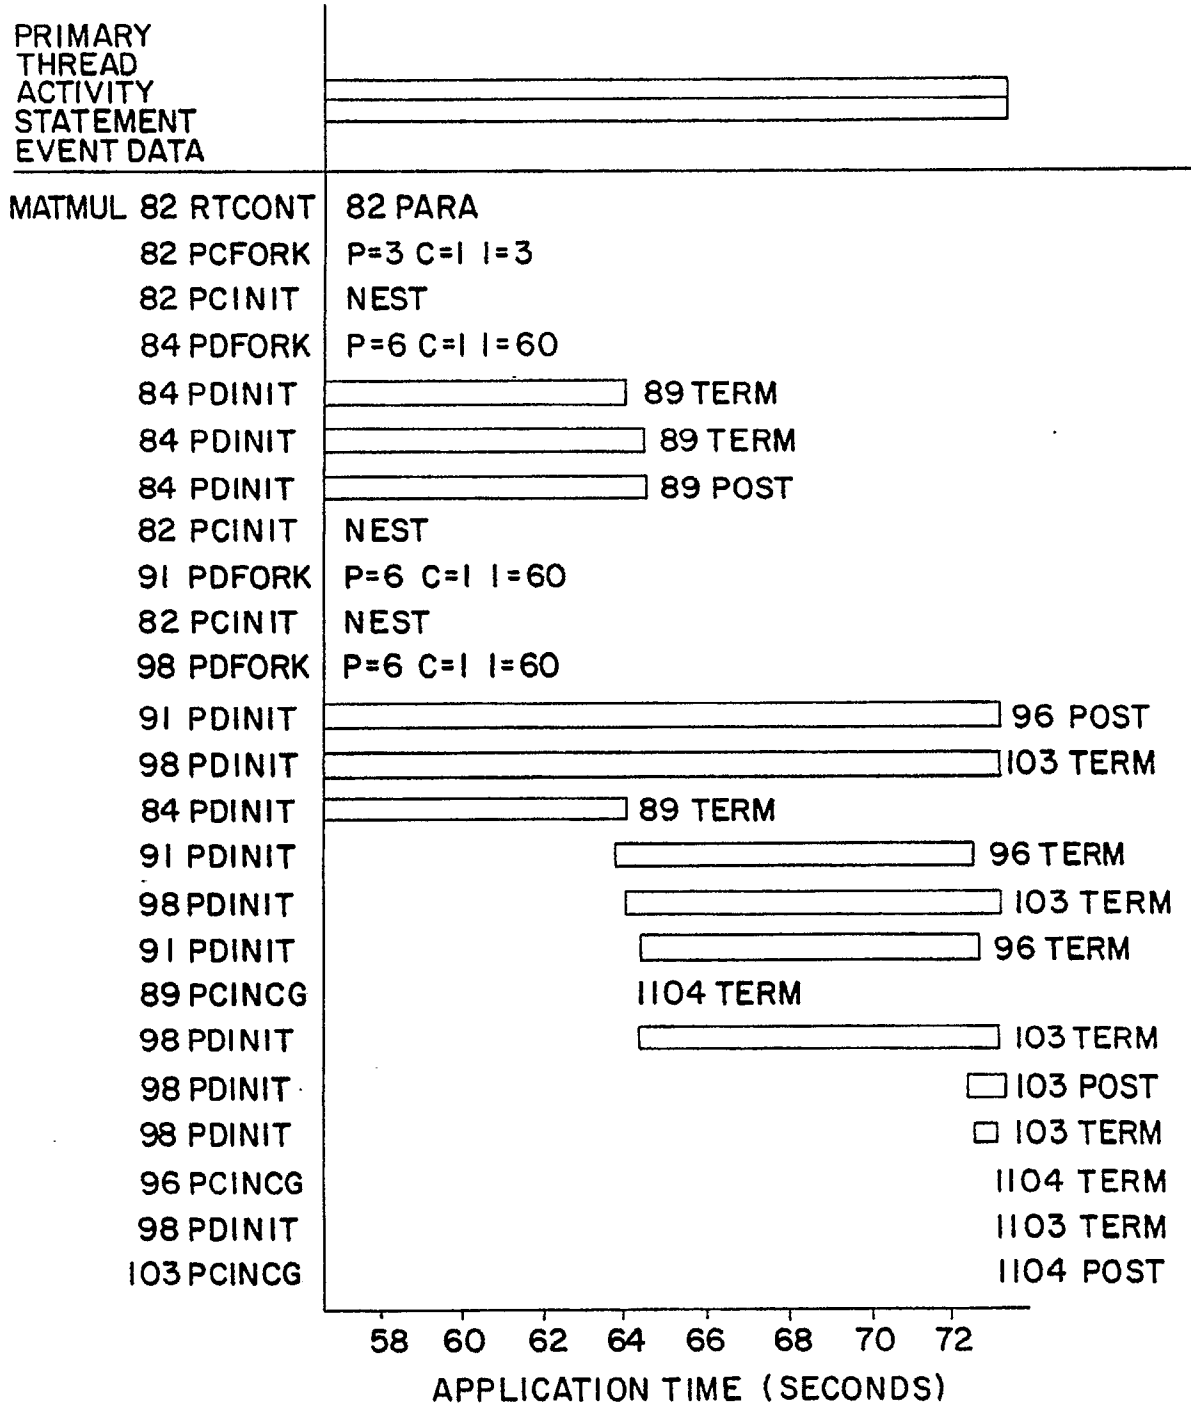 PRIMARY
THREAD
ACTIVITY
STATEMENT
EVENT DATA
MATMUL 82 RTCONT 82 PARA
82 PCFORK P=3 C=1 I=3
82 PCINIT NEST
84 PDFORK P=6 C=1 I=60
84 PDINIT 89 TERM
84 PDINIT 89 TERM
84 PDINIT 89 POST
82 PCINIT NEST
91 PDFORK P=6 C=1 I=60
82 PCINIT NEST
98 PDFORK P=6 C=1 I=60
91 PDINIT 96 POST
98 PDINIT 103 TERM
84 PDINIT 89 TERM
91 PDINIT 96 TERM
98 PDINIT 103 TERM
91 PDINIT 96 TERM
89 PCINCG 1104 TERM
98 PDINIT 103 TERM
98 PDINIT 103 POST
98 PDINIT 103 TERM
96 PCINCG 1104 TERM
98 PDINIT 1103 TERM
103 PCINCG 1104 POST
58 60 62 64 66 68 70 72
APPLICATION TIME (SECONDS)